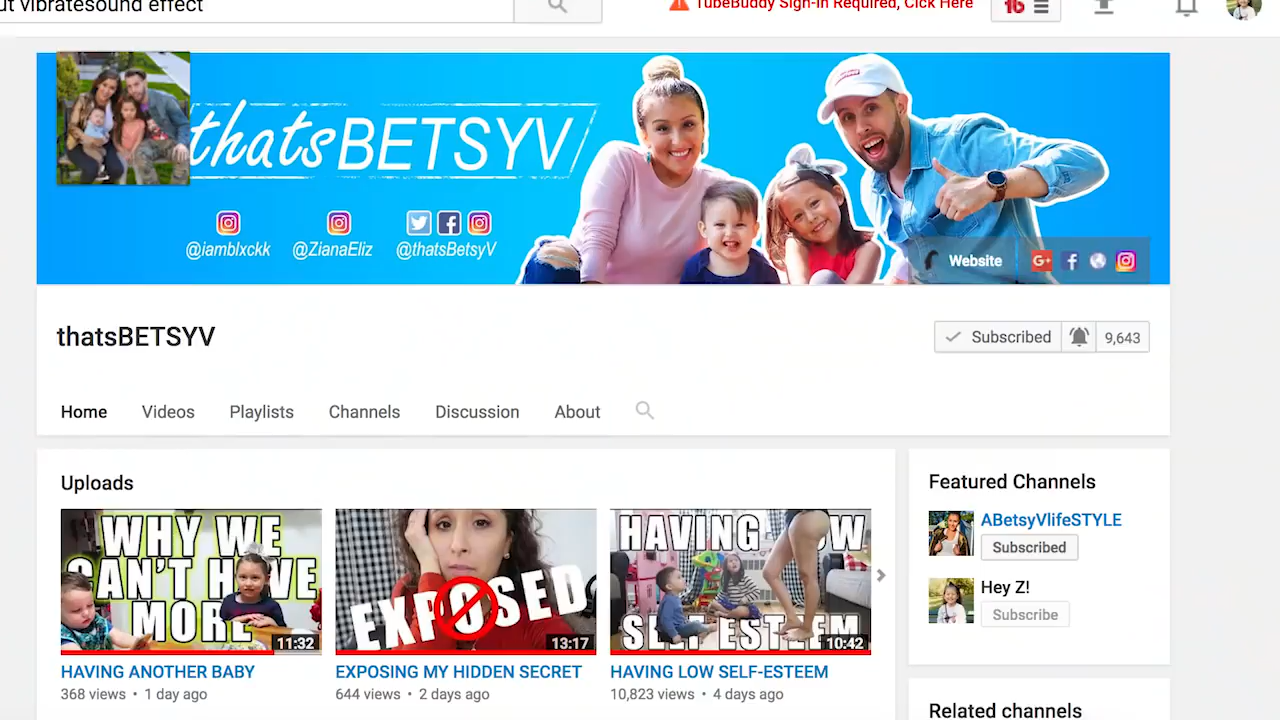 ut vibratesound effect
TubeBuddy Sign-in Required, Click Here
16
thatsBETSYV
@iamblxckk @ZianaEliz @thatsBetsyV
Website
G+
thatsBETSYV
Subscribed 9,643
Home Videos Playlists Channels Discussion About
Uploads
WHY WE
CAN'T HAVE
MORE
11:32
HAVING ANOTHER BABY
368 views • 1 day ago
EXPOSED
13:17
EXPOSING MY HIDDEN SECRET
644 views • 2 days ago
HAVING LOW
SELF ESTEEM
10:42
HAVING LOW SELF-ESTEEM
10,823 views • 4 days ago
Featured Channels
ABetsyVlifeSTYLE
Subscribed
Hey Z!
Subscribe
Related channels